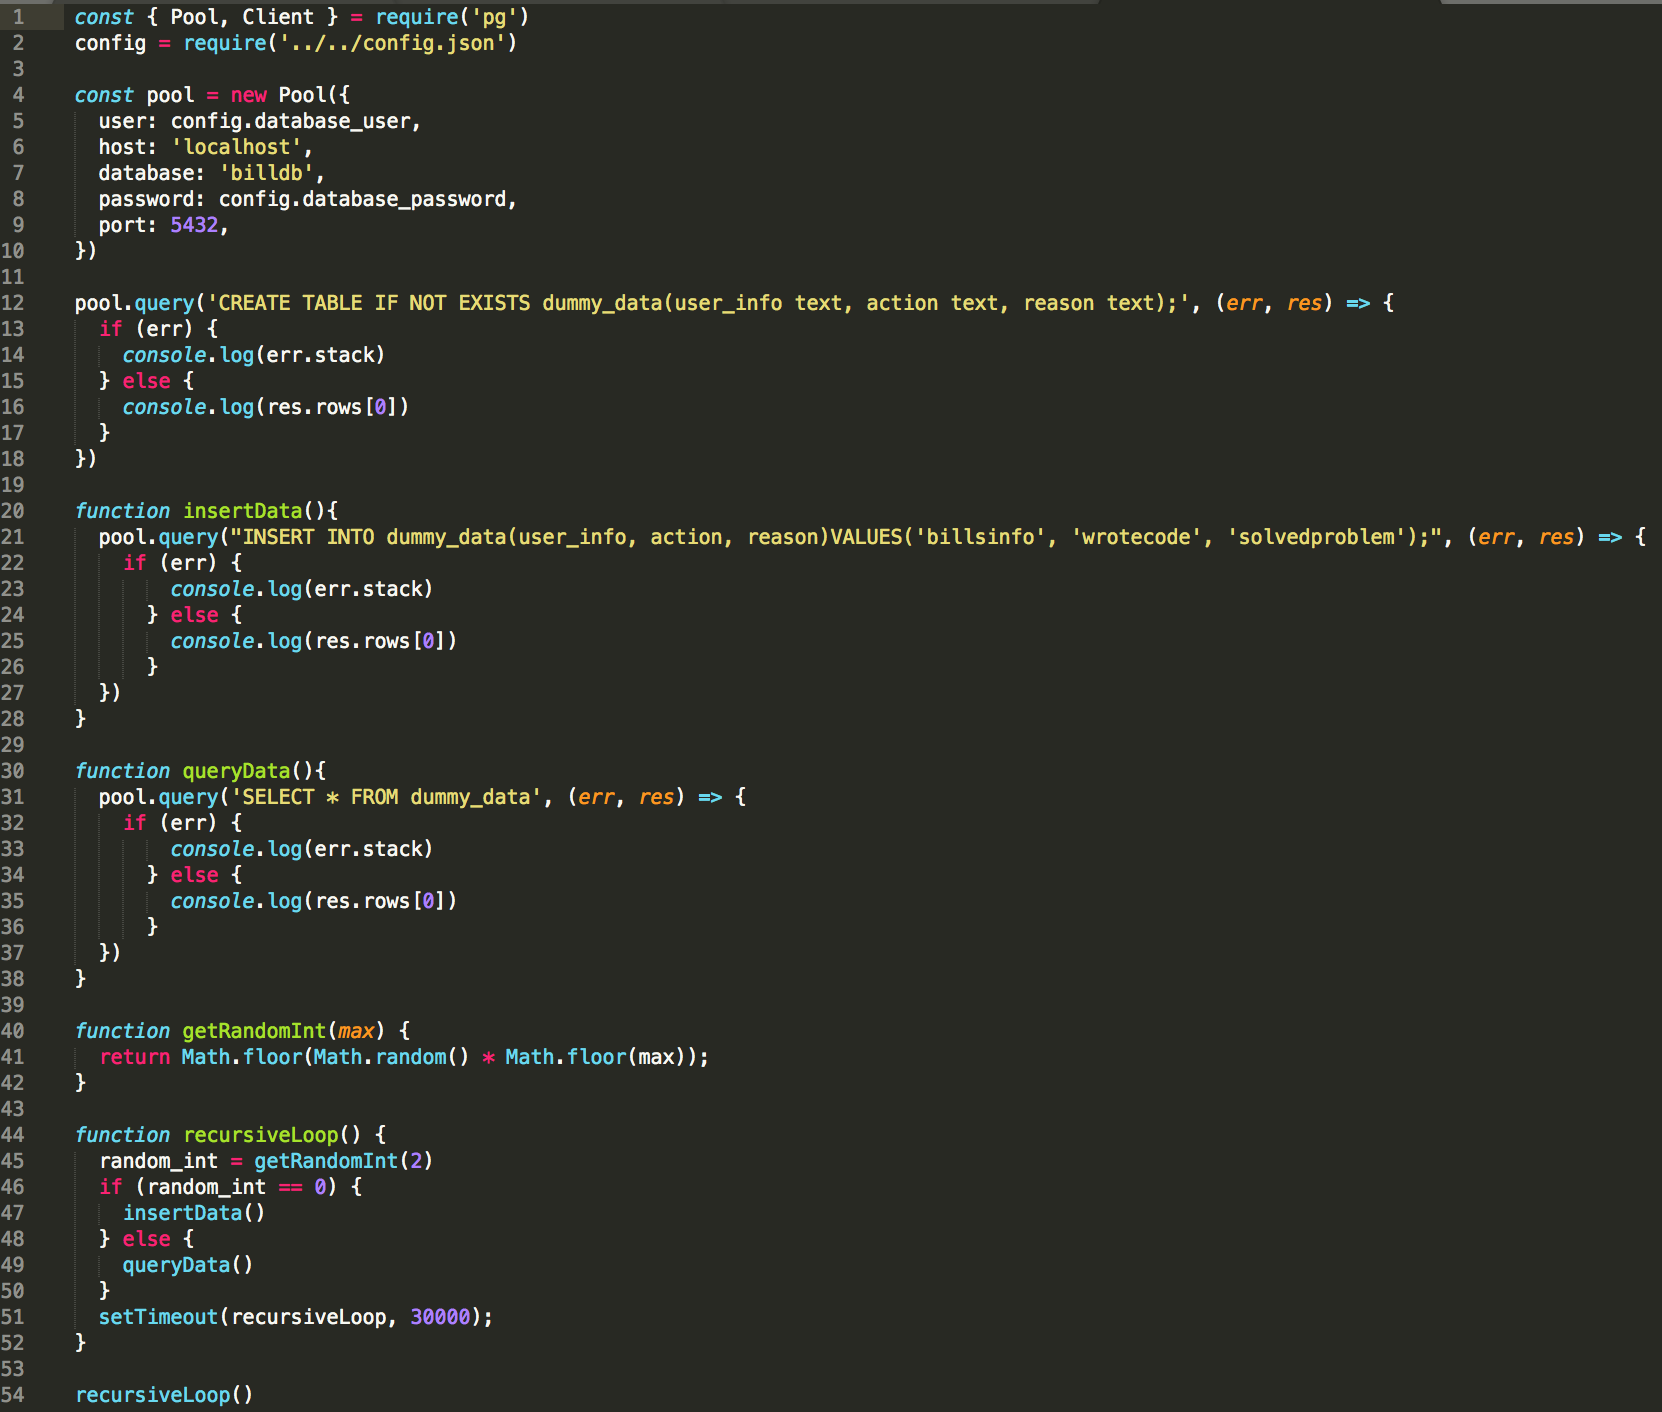 1 const { Pool, Client } = require('pg')
2 config = require('../../config.json')
3
4 const pool = new Pool({
5   user: config.database_user,
6   host: 'localhost',
7   database: 'billdb',
8   password: config.database_password,
9   port: 5432,
10 })
11
12 pool.query('CREATE TABLE IF NOT EXISTS dummy_data(user_info text, action text, reason text);', (err, res) => {
13   if (err) {
14     console.log(err.stack)
15   } else {
16     console.log(res.rows[0])
17   }
18 })
19
20 function insertData(){
21   pool.query("INSERT INTO dummy_data(user_info, action, reason)VALUES('billsinfo', 'wrotecode', 'solvedproblem');", (err, res) => {
22     if (err) {
23         console.log(err.stack)
24       } else {
25         console.log(res.rows[0])
26       }
27   })
28 }
29
30 function queryData(){
31   pool.query('SELECT * FROM dummy_data', (err, res) => {
32     if (err) {
33         console.log(err.stack)
34       } else {
35         console.log(res.rows[0])
36       }
37   })
38 }
39
40 function getRandomInt(max) {
41   return Math.floor(Math.random() * Math.floor(max));
42 }
43
44 function recursiveLoop() {
45   random_int = getRandomInt(2)
46   if (random_int == 0) {
47     insertData()
48   } else {
49     queryData()
50   }
51   setTimeout(recursiveLoop, 30000);
52 }
53
54 recursiveLoop()